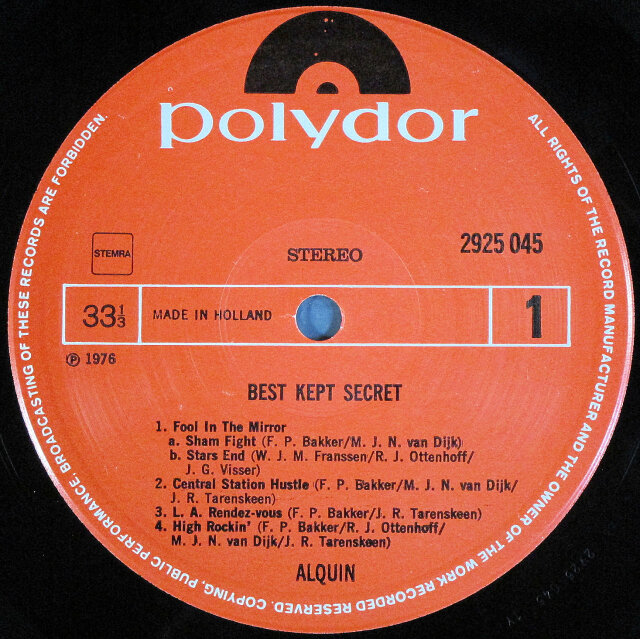 polydor
STEMRA
STEREO
2925 045
33 1/3
MADE IN HOLLAND
1
Ⓟ 1976
BEST KEPT SECRET
1. Fool In The Mirror
a. Sham Fight (F. P. Bakker/M. J. N. van Dijk)
b. Stars End (W. J. M. Franssen/R. J. Ottenhoff/
J. G. Visser)
2. Central Station Hustle (F. P. Bakker/M. J. N. van Dijk/
J. R. Tarenskeen)
3. L. A. Rendez-vous (F. P. Bakker/J. R. Tarenskeen)
4. High Rockin' (F. P. Bakker/R. J. Ottenhoff/
M. J. N. van Dijk/J. R. Tarenskeen)
ALQUIN
ALL RIGHTS OF THE RECORD MANUFACTURER AND THE OWNER OF THE WORK RECORDED RESERVED. COPYING, PUBLIC PERFORMANCE, BROADCASTING OF THESE RECORDS ARE FORBIDDEN.